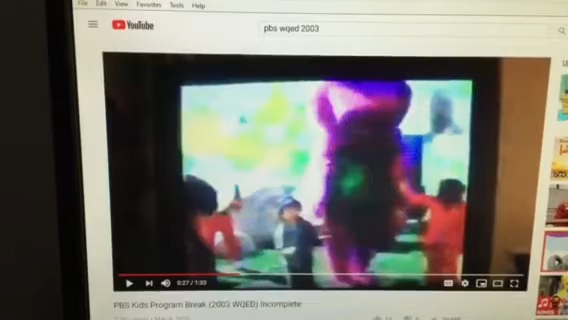 File Edit View Favorites Tools Help
YouTube
pbs wqed 2003
0:27 / 1:33
PBS Kids Program Break (2003 WQED) Incomplete
SONGS